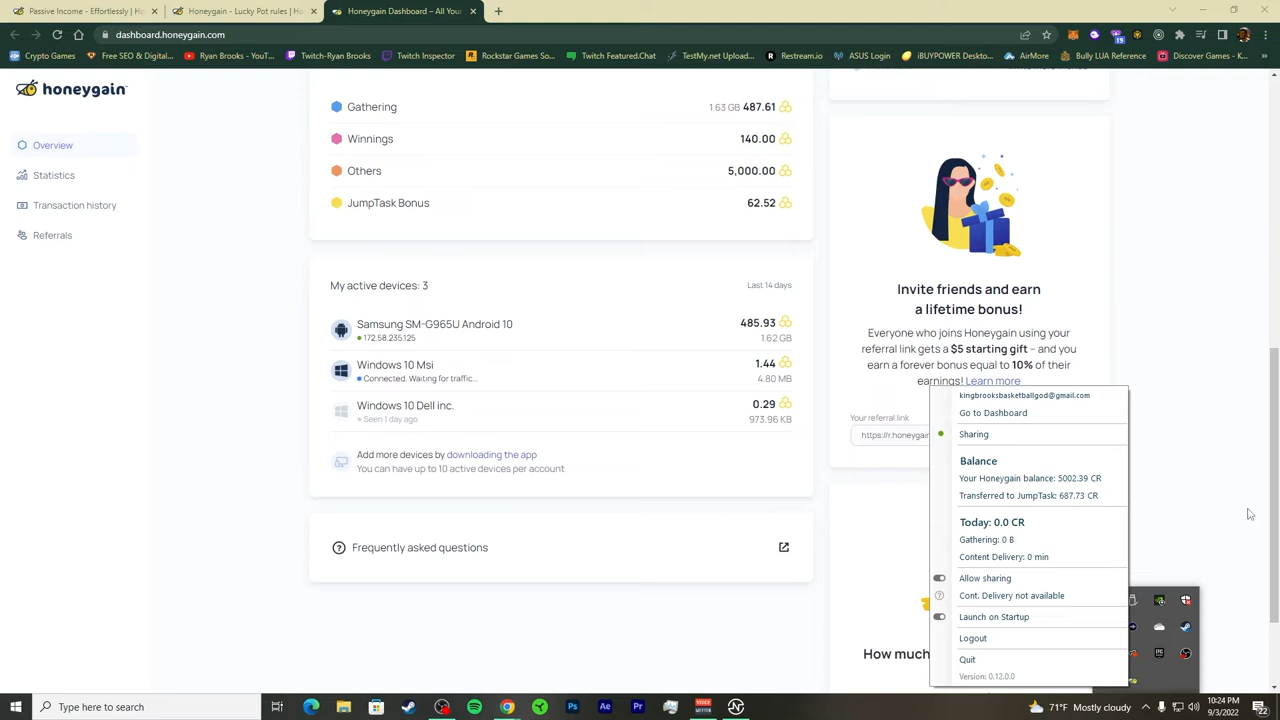 Passive Income – Effortlessly | Ho
Honeygain - Lucky Pot rules | Ho
Honeygain Dashboard – All Your
dashboard.honeygain.com
Crypto Games
Free SEO & Digital...
Ryan Brooks - YouT...
Twitch-Ryan Brooks
Twitch Inspector
Rockstar Games Soc...
Twitch Featured.Chat
TestMy.net Upload...
Restream.io
ASUS Login
iBUYPOWER Deskto...
AirMore
Bully LUA Reference
Discover Games - E...
honeygain
Overview
Statistics
Transaction history
Referrals
Gathering 1.63 GB 487.61
Winnings 140.00
Others 5,000.00
JumpTask Bonus 62.52
My active devices: 3 Last 14 days
Samsung SM-G965U Android 10 485.93
172.58.235.125 1.62 GB
Windows 10 Msi 1.44
Connected. Waiting for traffic... 4.80 MB
Windows 10 Dell inc. 0.29
Seen 1 day ago 973.96 KB
Add more devices by downloading the app
You can have up to 10 active devices per account
Frequently asked questions
Invite friends and earn
a lifetime bonus!
Everyone who joins Honeygain using your
referral link gets a $5 starting gift – and you
earn a forever bonus equal to 10% of their
earnings! Learn more
Your referral link
https://r.honeygain
How much
kingbrooksbasketballgod@gmail.com
Go to Dashboard
Sharing
Balance
Your Honeygain balance: 5002.39 CR
Transferred to JumpTask: 687.73 CR
Today: 0.0 CR
Gathering: 0 B
Content Delivery: 0 min
Allow sharing
Cont. Delivery not available
Launch on Startup
Logout
Quit
Version: 0.12.0.0
Type here to search
Ps
Ae
Pr
71°F Mostly cloudy
10:24 PM
9/3/2022
22